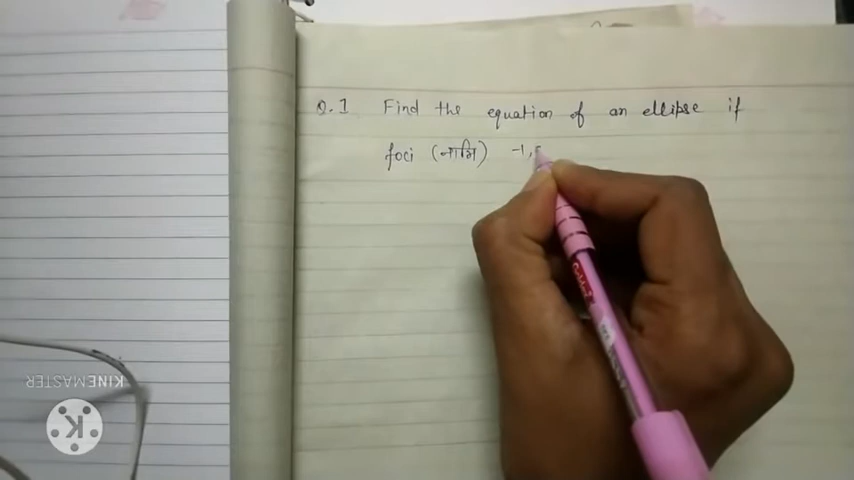 Q.1 Find the equation of an ellipse if
foci (नाभि) -1,
KINEMASTER